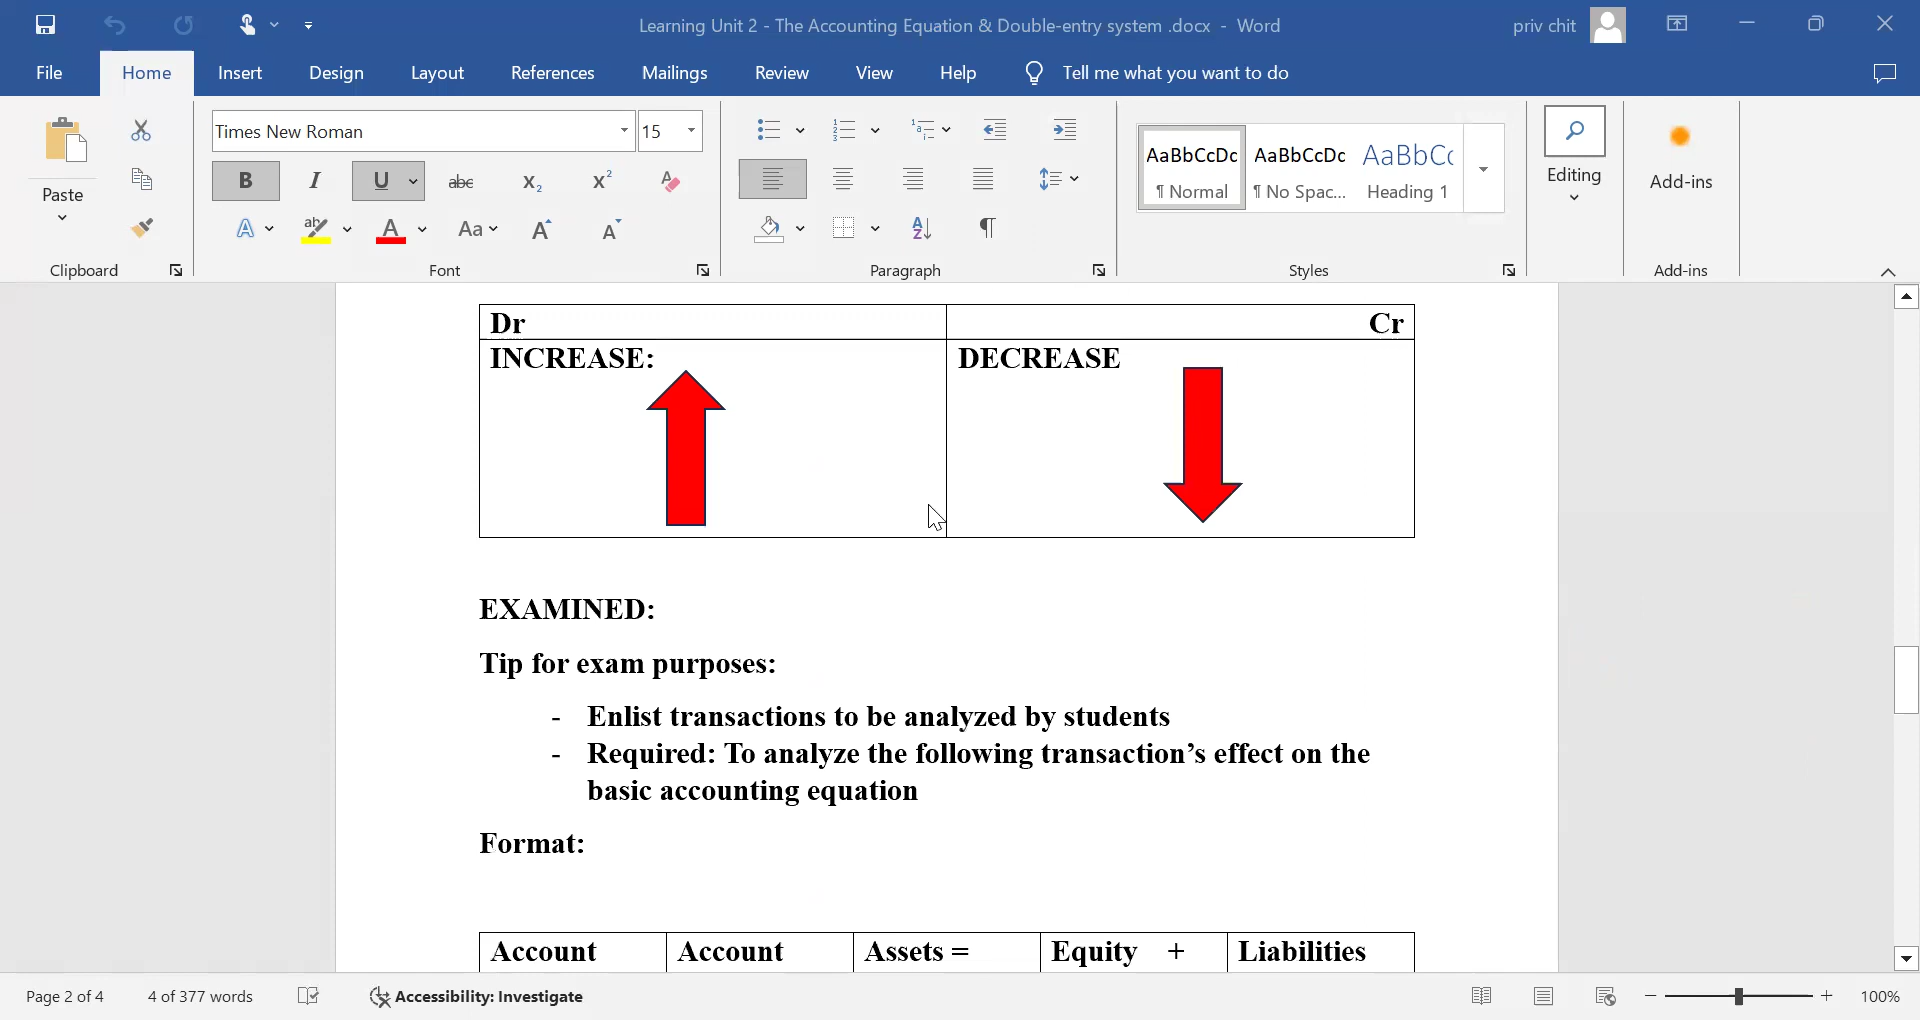 Learning Unit 2 - The Accounting Equation & Double-entry system .docx - Word
priv chit
File Home Insert Design Layout References Mailings Review View Help Tell me what you want to do
Times New Roman 15
Paste
B I U abc X₂ X² A
A ab A Aa A A
Clipboard Font Paragraph Styles Add-ins
AaBbCcDc AaBbCcDc AaBbCc
¶ Normal ¶ No Spac... Heading 1
Editing
Add-ins
Dr Cr
INCREASE: DECREASE
EXAMINED:
Tip for exam purposes:
- Enlist transactions to be analyzed by students
- Required: To analyze the following transaction’s effect on the
basic accounting equation
Format:
Account Account Assets = Equity + Liabilities
Page 2 of 4 4 of 377 words Accessibility: Investigate 100%